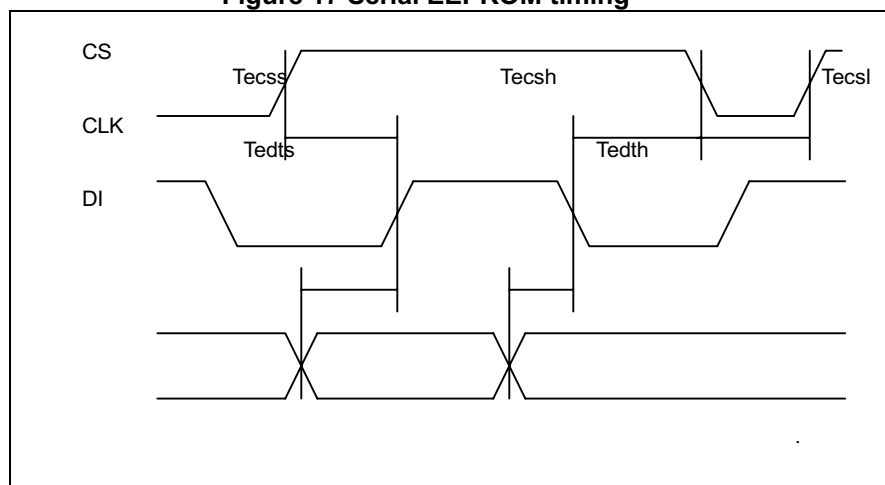 Figure 17 Serial EEPROM timing
CS
Tecss Tecsh Tecsl
CLK
Tedts Tedth
DI
.